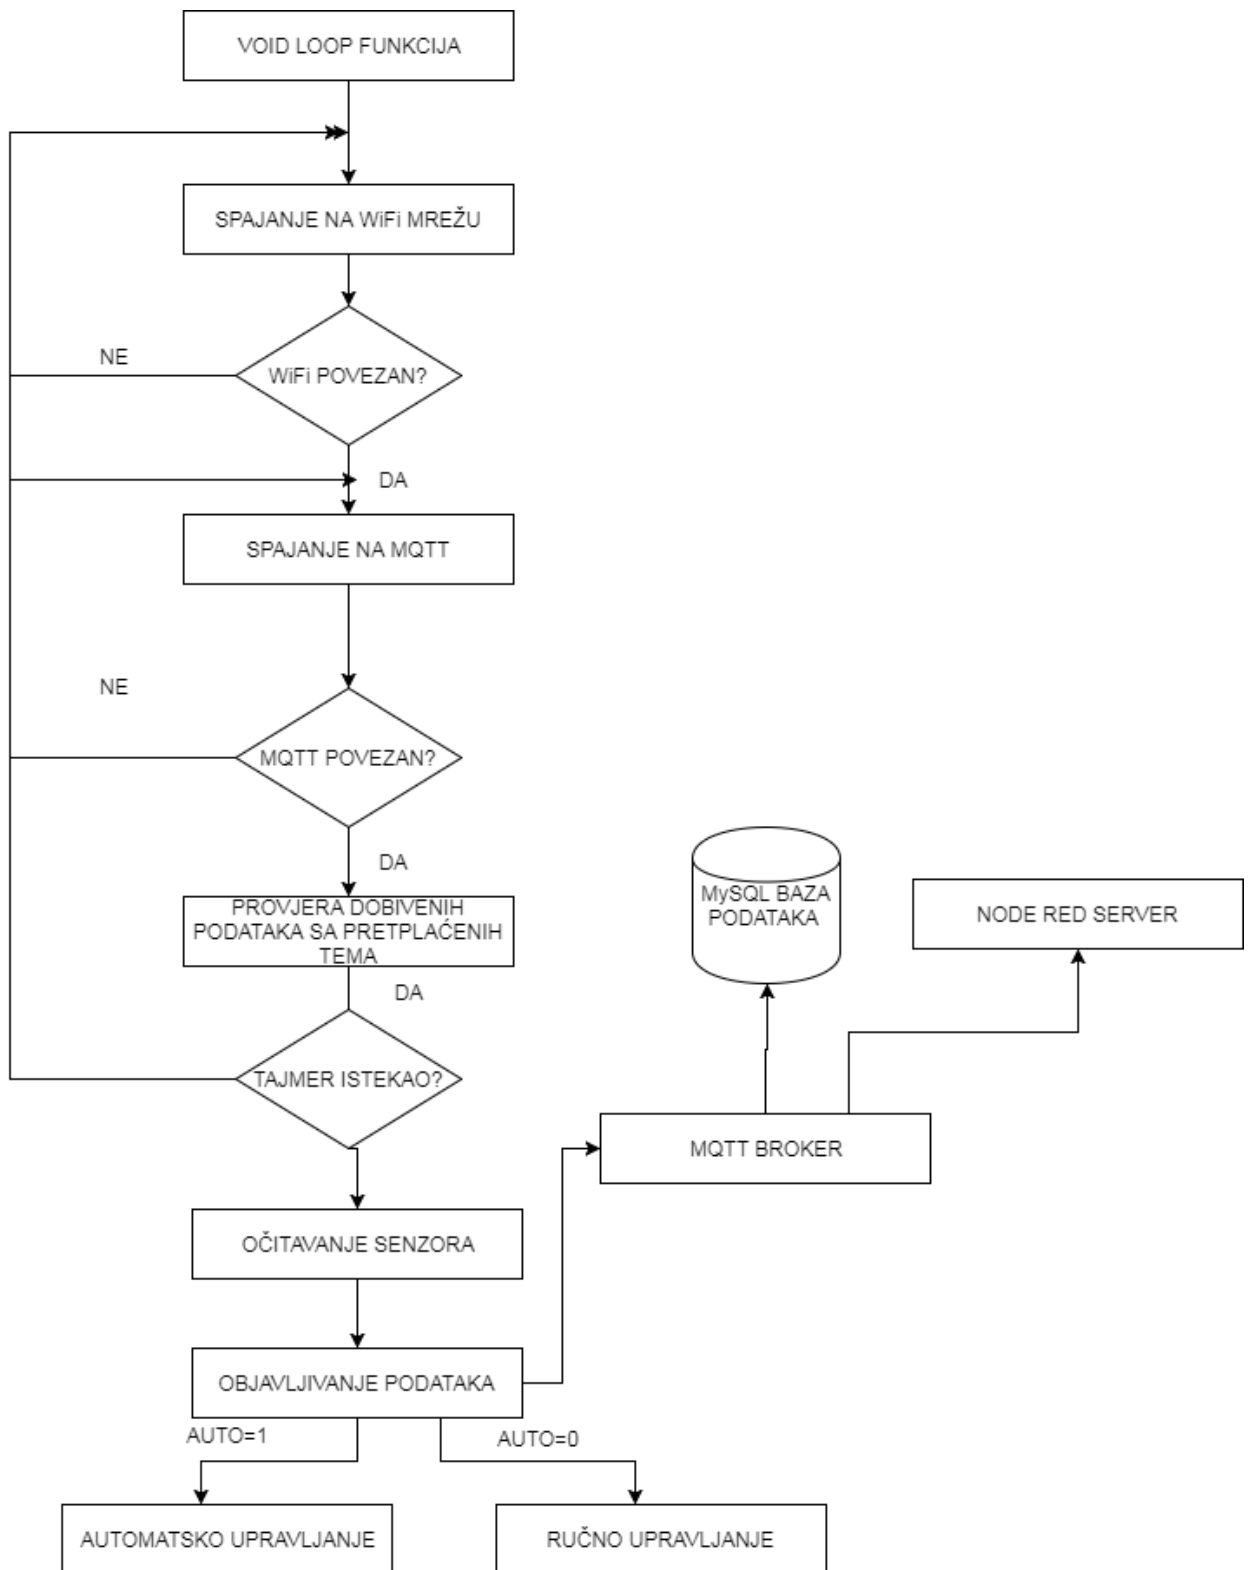 VOID LOOP FUNKCIJA
SPAJANJE NA WiFi MREŽU
NE
WiFi POVEZAN?
DA
SPAJANJE NA MQTT
NE
MQTT POVEZAN?
DA
PROVJERA DOBIVENIH
PODATAKA SA PRETPLAĆENIH
TEMA
DA
TAJMER ISTEKAO?
MySQL BAZA
PODATAKA
NODE RED SERVER
MQTT BROKER
OČITAVANJE SENZORA
OBJAVLJIVANJE PODATAKA
AUTO=1
AUTO=0
AUTOMATSKO UPRAVLJANJE
RUČNO UPRAVLJANJE